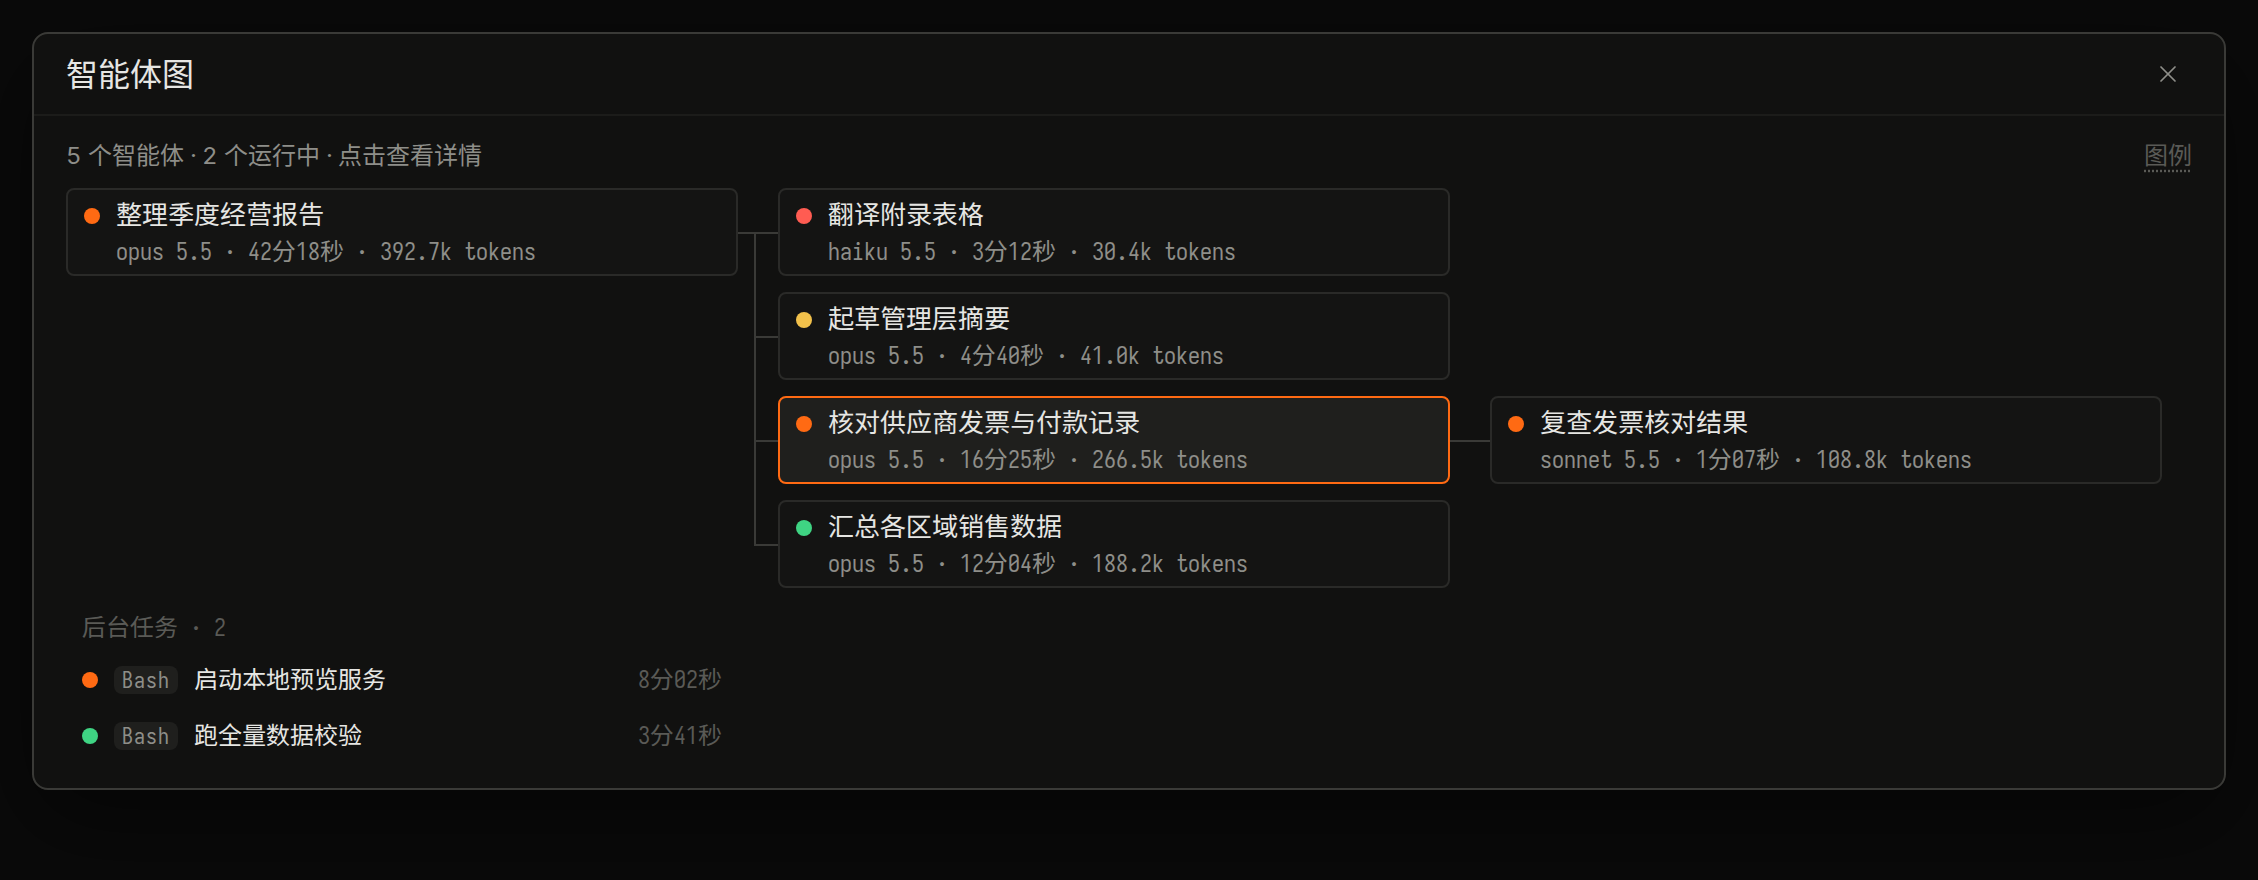 智能体图
5 个智能体 · 2 个运行中 · 点击查看详情
图例
整理季度经营报告
opus 5.5 · 42分18秒 · 392.7k tokens
翻译附录表格
haiku 5.5 · 3分12秒 · 30.4k tokens
起草管理层摘要
opus 5.5 · 4分40秒 · 41.0k tokens
核对供应商发票与付款记录
opus 5.5 · 16分25秒 · 266.5k tokens
复查发票核对结果
sonnet 5.5 · 1分07秒 · 108.8k tokens
汇总各区域销售数据
opus 5.5 · 12分04秒 · 188.2k tokens
后台任务 · 2
Bash 启动本地预览服务 8分02秒
Bash 跑全量数据校验 3分41秒